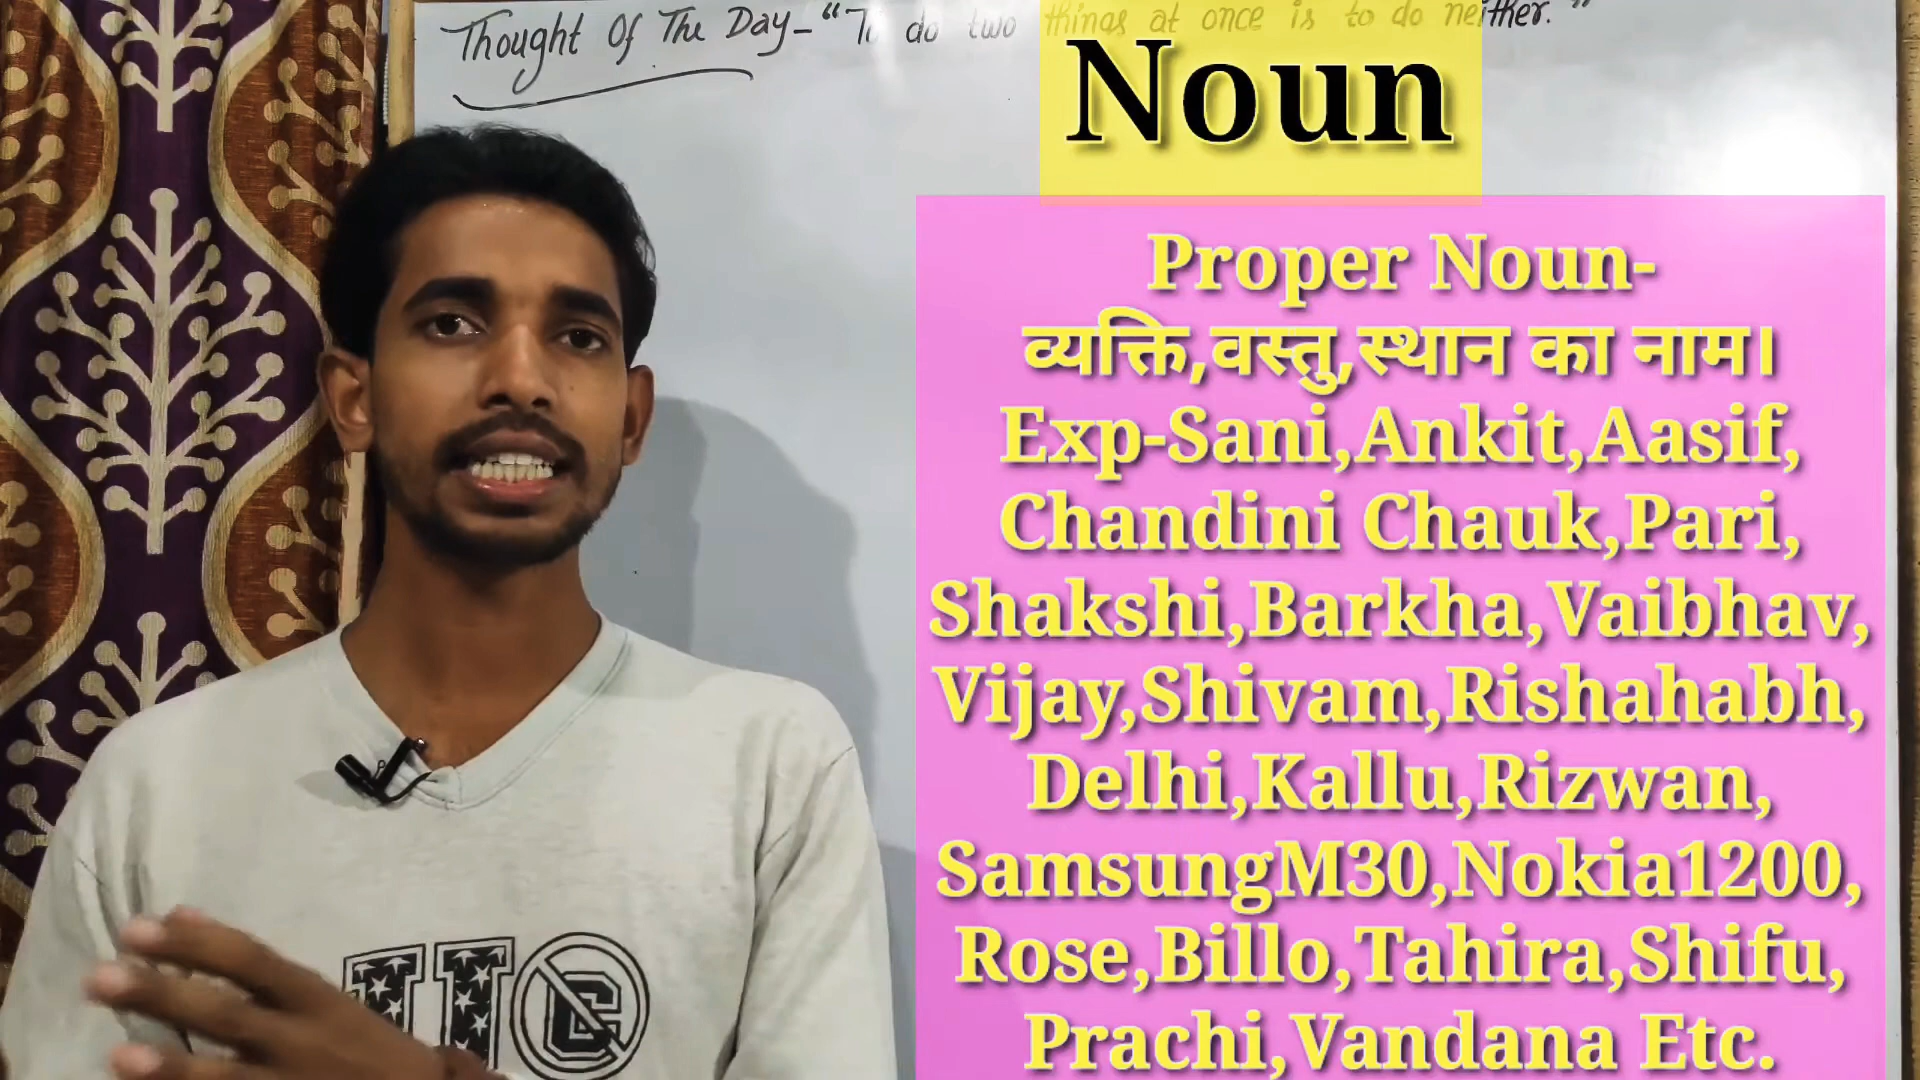 Thought Of The Day-"To do two things at once is to do neither."
Noun
Proper Noun-
व्यक्ति,वस्तु,स्थान का नाम।
Exp-Sani,Ankit,Aasif,
Chandini Chauk,Pari,
Shakshi,Barkha,Vaibhav,
Vijay,Shivam,Rishahabh,
Delhi,Kallu,Rizwan,
SamsungM30,Nokia1200,
Rose,Billo,Tahira,Shifu,
Prachi,Vandana Etc.